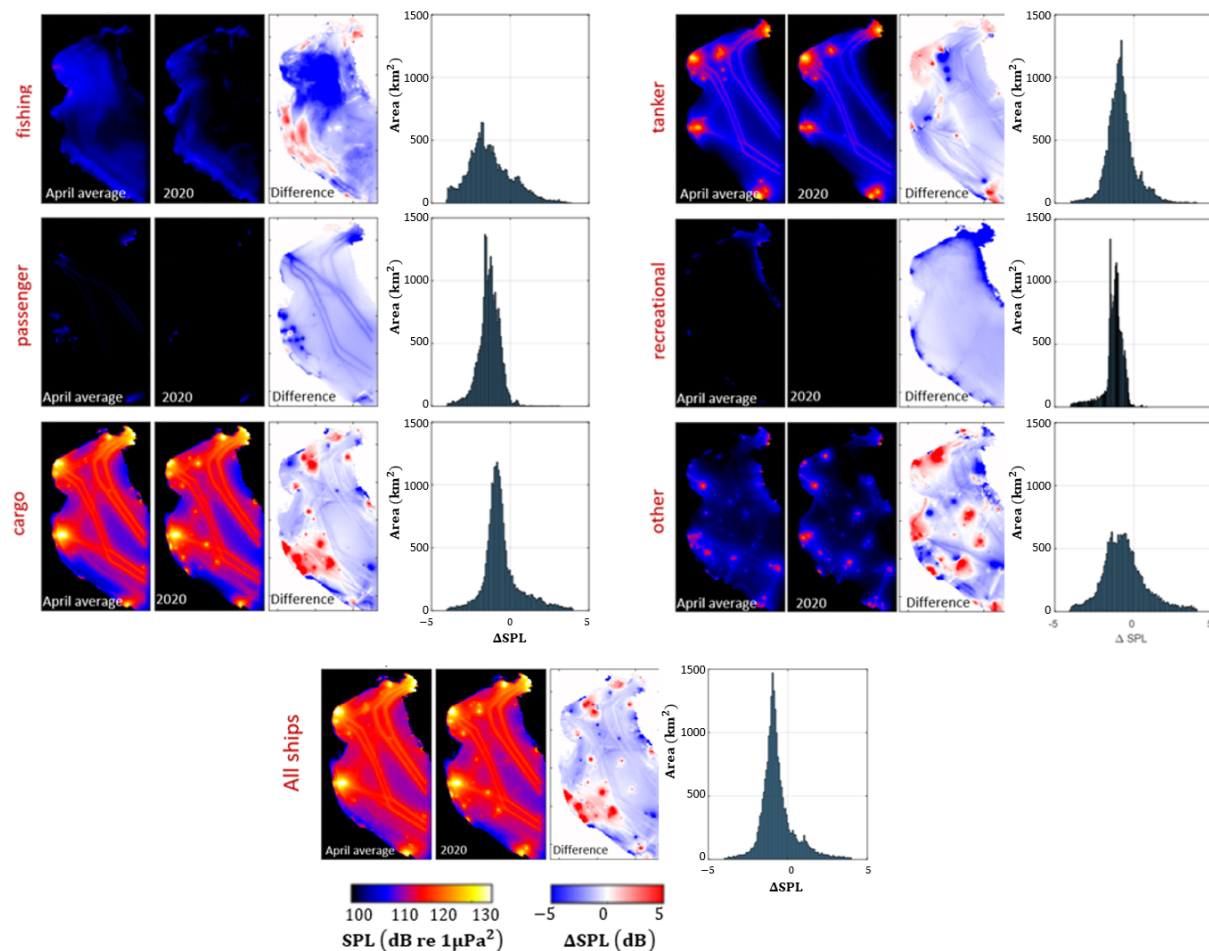 fishing
April average
2020
Difference
Area (km²)
1500
1000
500
0
tanker
April average
2020
Difference
Area (km²)
1500
1000
500
0
passenger
April average
2020
Difference
Area (km²)
1500
1000
500
0
recreational
April average
2020
Difference
Area (km²)
1500
1000
500
0
cargo
April average
2020
Difference
Area (km²)
1500
1000
500
0
−5
0
5
ΔSPL
other
April average
2020
Difference
Area (km²)
1500
1000
500
0
-5
0
5
Δ SPL
All ships
April average
2020
Difference
Area (km²)
1500
1000
500
0
−5
0
5
ΔSPL
100 110 120 130
SPL (dB re 1μPa²)
−5 0 5
ΔSPL (dB)